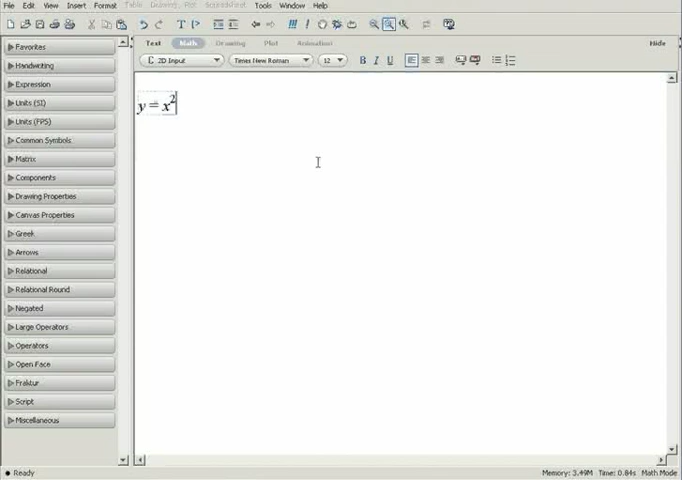 File Edit View Insert Format Table Drawing Plot Spreadsheet Tools Window Help
Text Math Drawing Plot Animation Hide
C 2D Input Times New Roman 12 B I U
Favorites
Handwriting
Expression
Units (SI)
Units (FPS)
Common Symbols
Matrix
Components
Drawing Properties
Canvas Properties
Greek
Arrows
Relational
Relational Round
Negated
Large Operators
Operators
Open Face
Fraktur
Script
Miscellaneous
y = x²
Ready Memory: 3.49M Time: 0.84s Math Mode